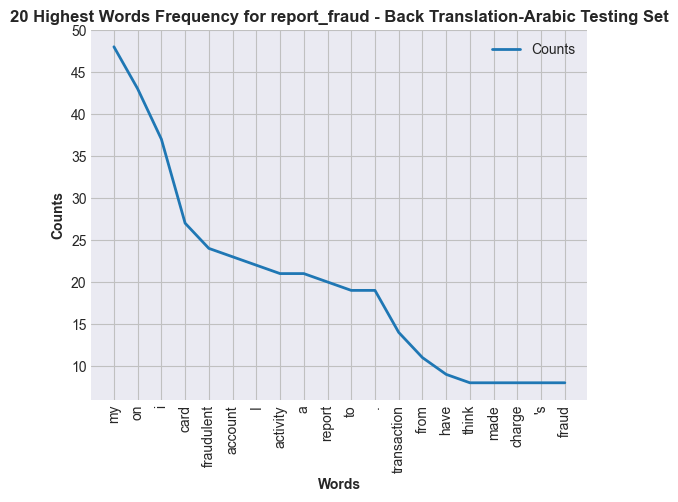 20 Highest Words Frequency for report_fraud - Back Translation-Arabic Testing Set
Counts
50
45
40
35
30
25
20
15
10
Counts
my
on
i
card
fraudulent
account
I
activity
a
report
to
.
transaction
from
have
think
made
charge
's
fraud
Words